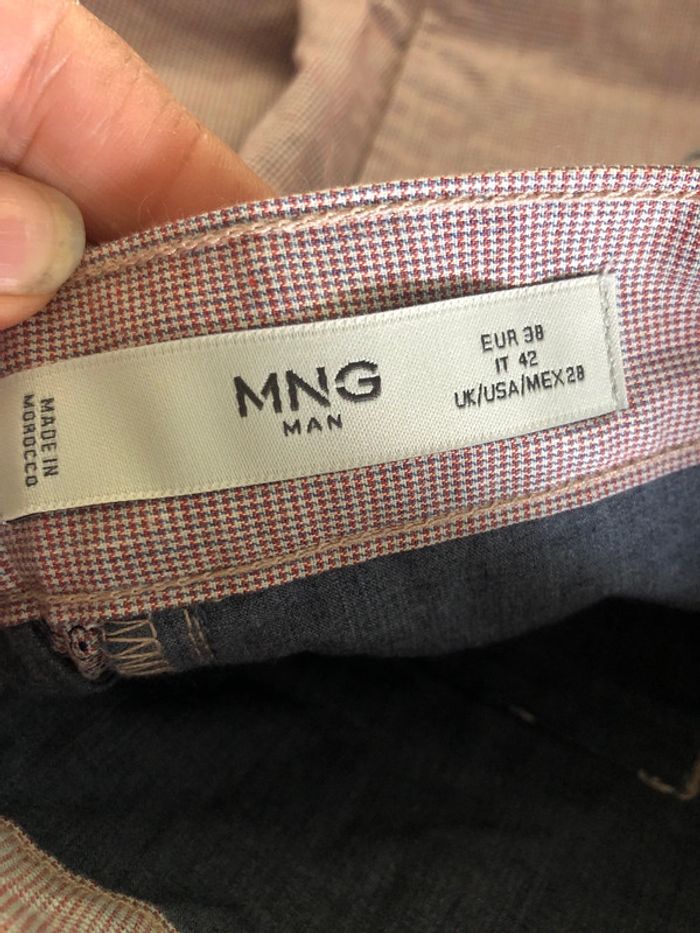 MADE IN
MOROCCO
MNG
MAN
EUR 38
IT 42
UK/USA/MEX 28